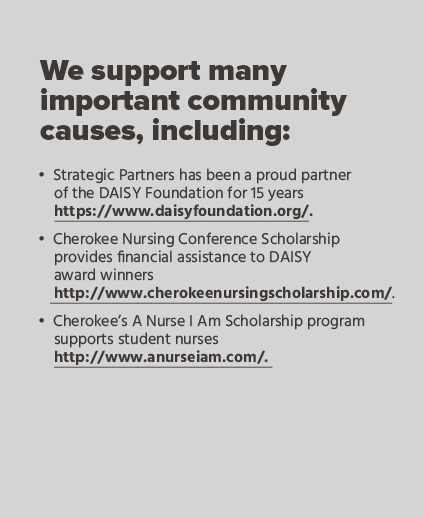 We support many
important community
causes, including:
• Strategic Partners has been a proud partner
of the DAISY Foundation for 15 years
https://www.daisyfoundation.org/.
• Cherokee Nursing Conference Scholarship
provides financial assistance to DAISY
award winners
http://www.cherokeenursingscholarship.com/.
• Cherokee’s A Nurse I Am Scholarship program
supports student nurses
http://www.anurseiam.com/.